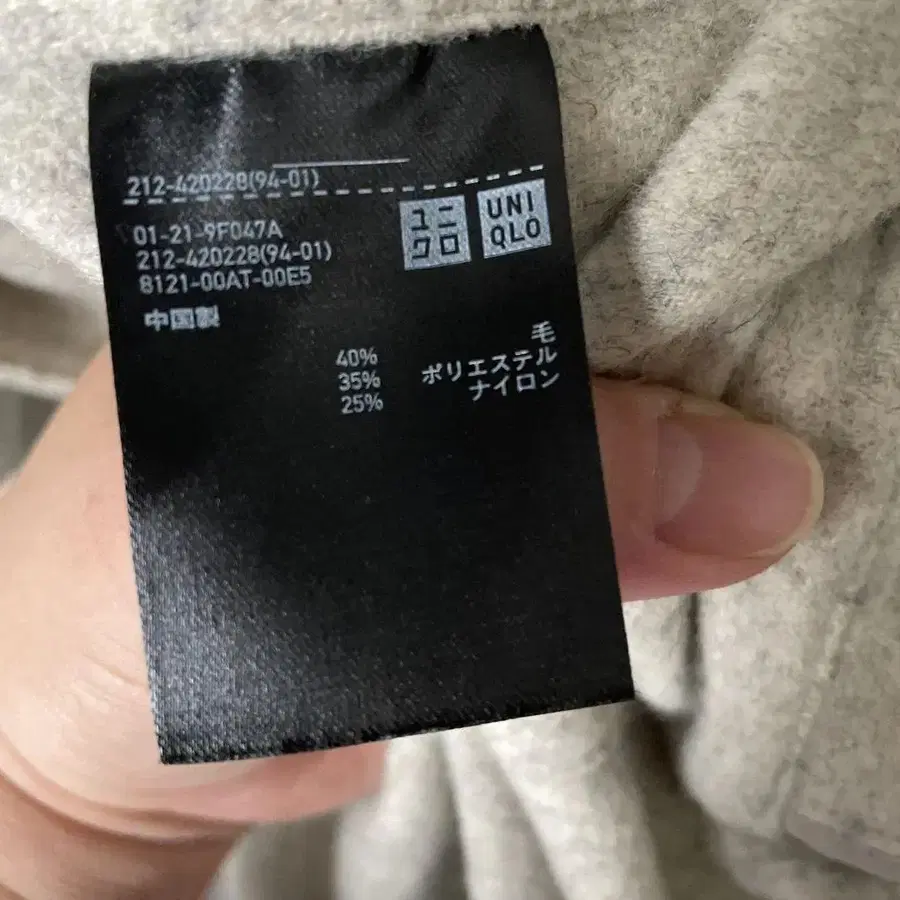 212-420228(94-01)
ユニ
クロ
UNI
QLO
01-21-9F047A
212-420228(94-01)
8121-00AT-00E5
中国製
40% 毛
35% ポリエステル
25% ナイロン